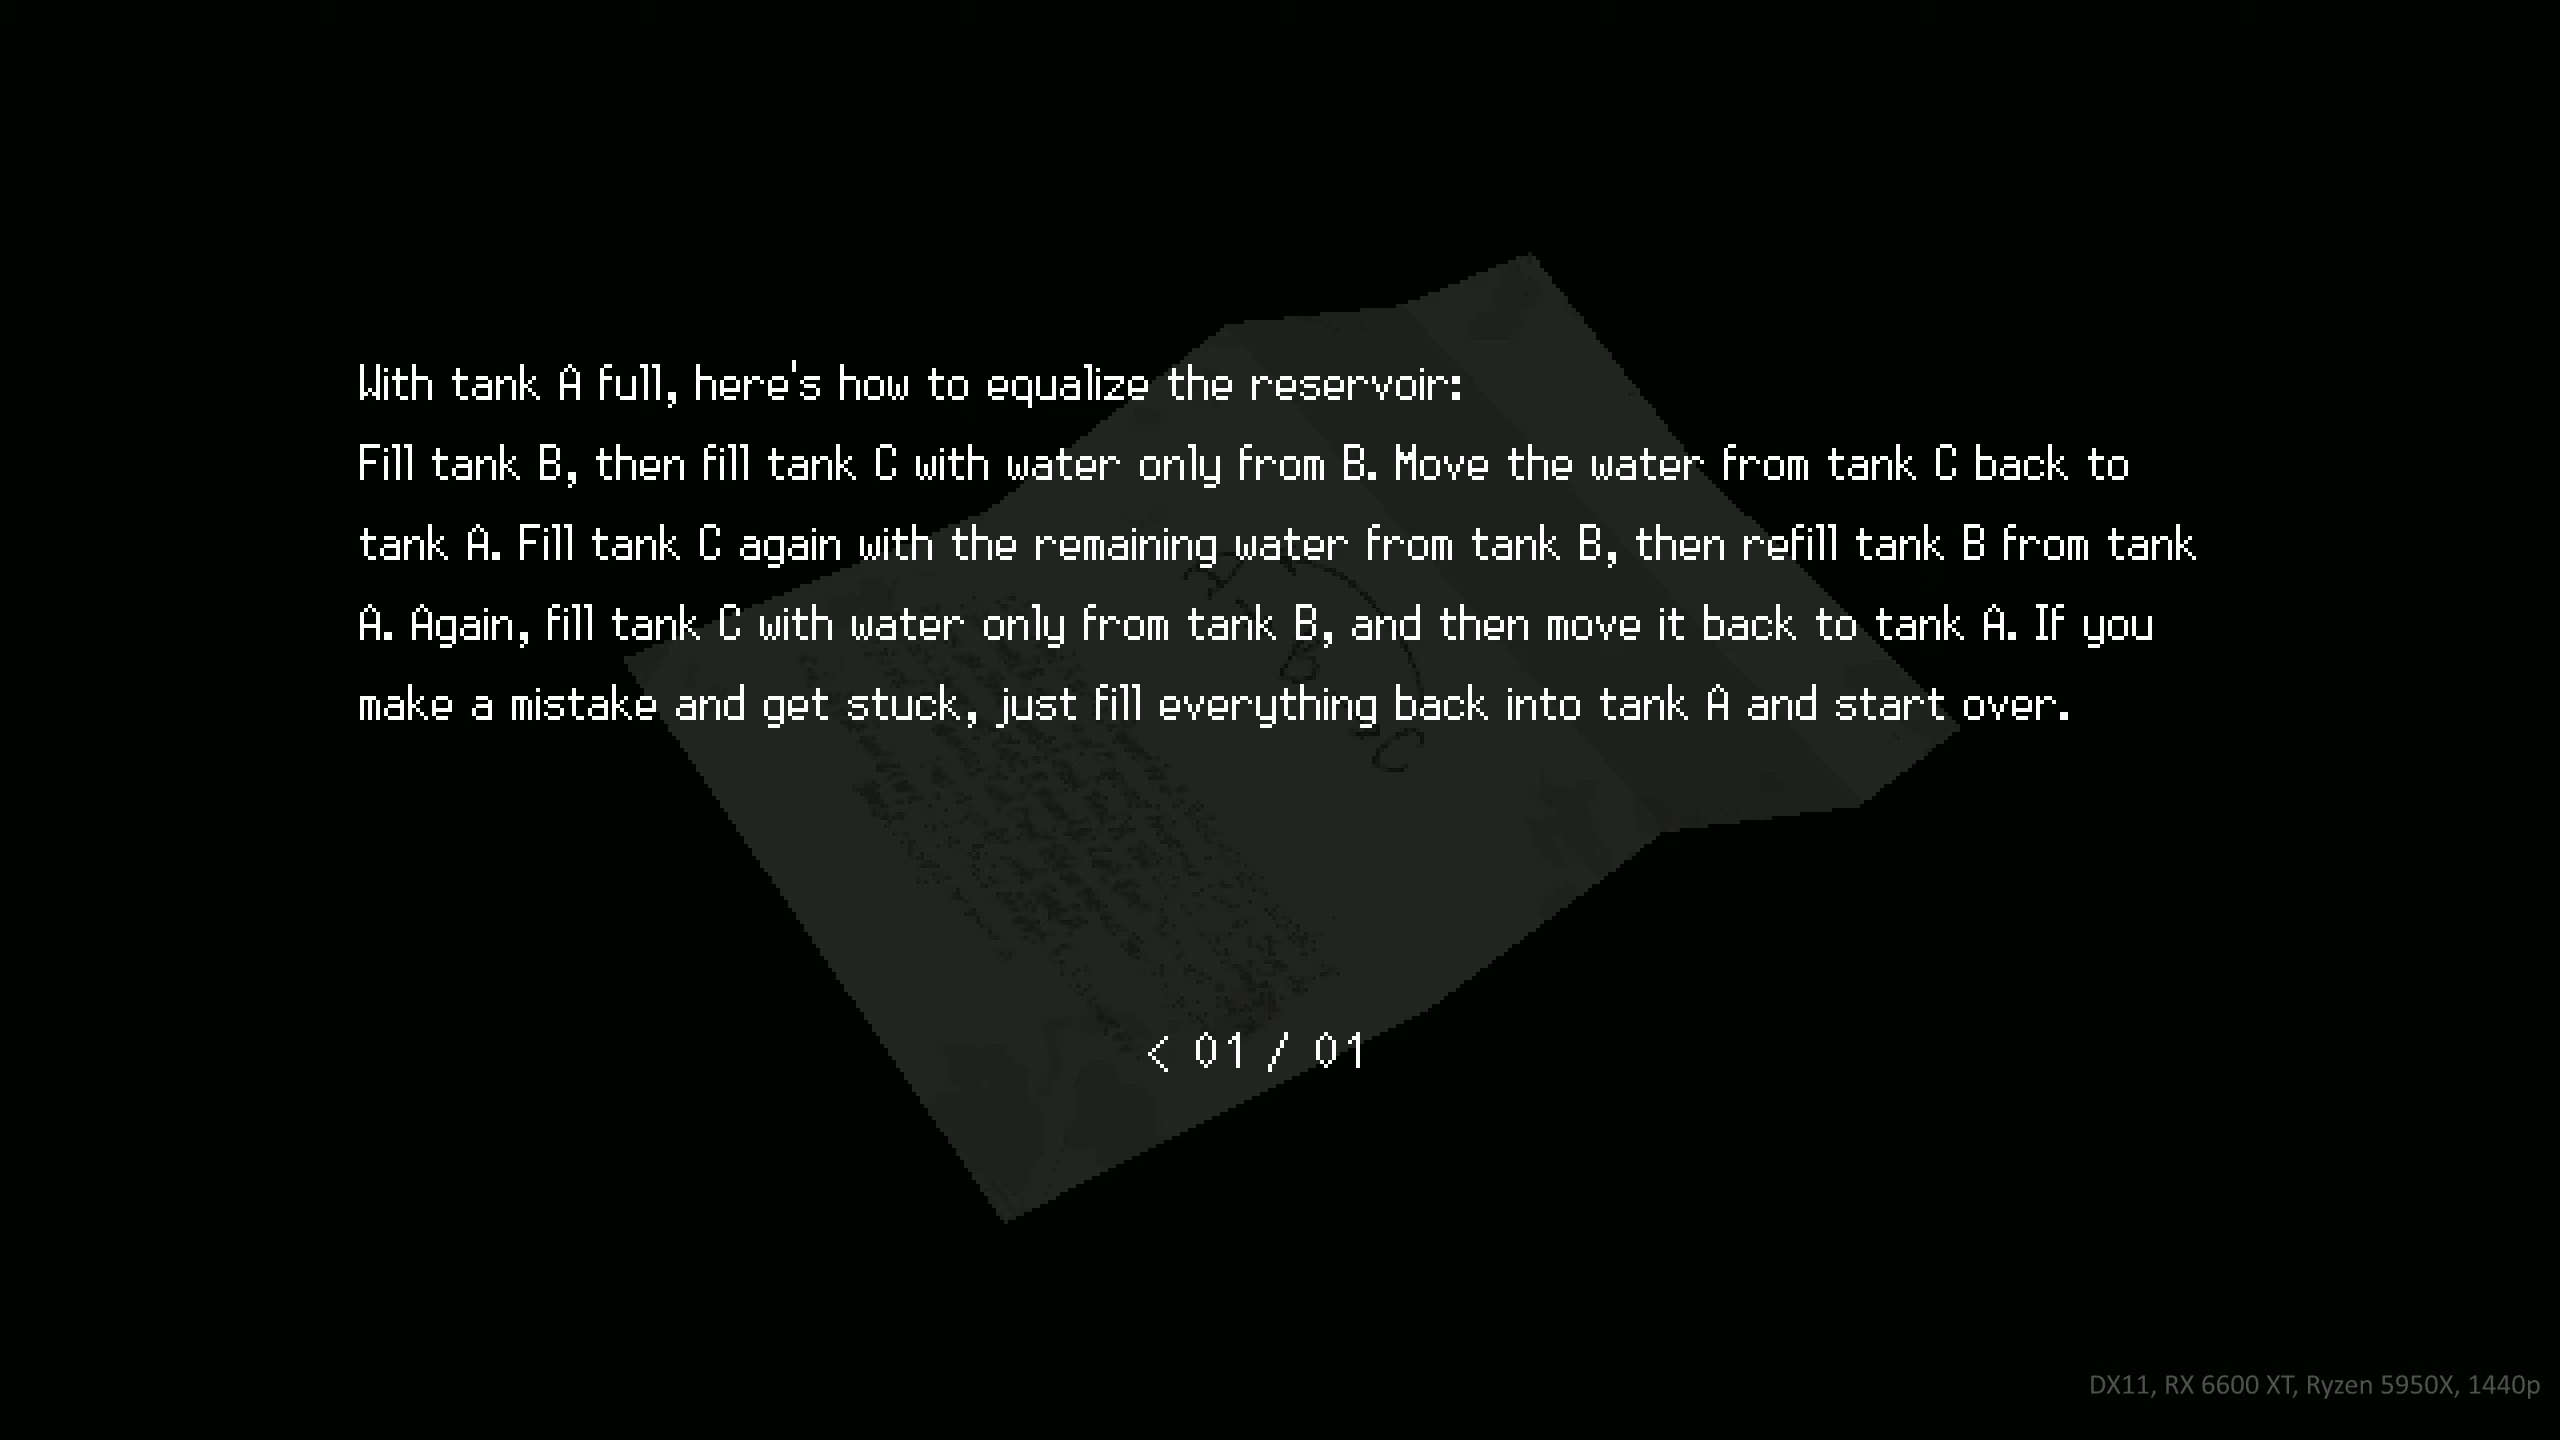 With tank A full, here's how to equalize the reservoir:
Fill tank B, then fill tank C with water only from B. Move the water from tank C back to
tank A. Fill tank C again with the remaining water from tank B, then refill tank B from tank
A. Again, fill tank C with water only from tank B, and then move it back to tank A. If you
make a mistake and get stuck, just fill everything back into tank A and start over.
A
B
C
< 01 / 01
DX11, RX 6600 XT, Ryzen 5950X, 1440p